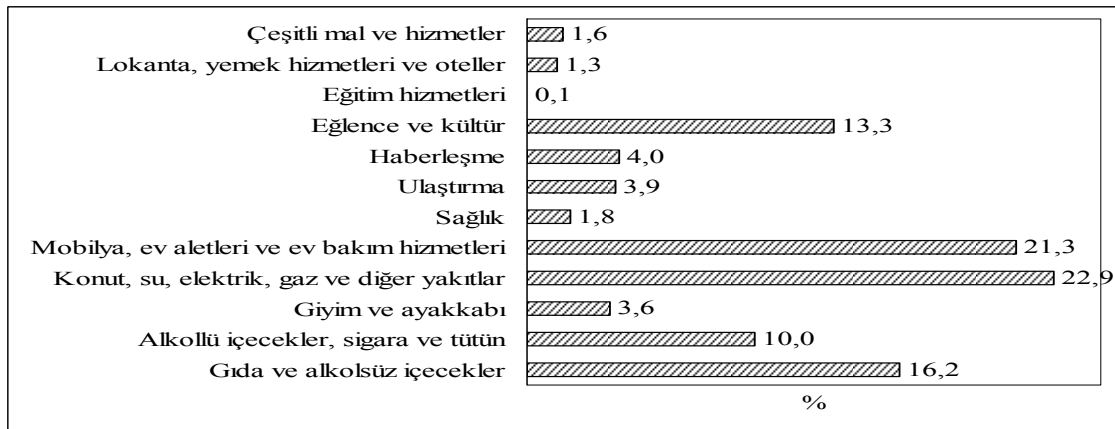 Çeşitli mal ve hizmetler 1,6
Lokanta, yemek hizmetleri ve oteller 1,3
Eğitim hizmetleri 0,1
Eğlence ve kültür 13,3
Haberleşme 4,0
Ulaştırma 3,9
Sağlık 1,8
Mobilya, ev aletleri ve ev bakım hizmetleri 21,3
Konut, su, elektrik, gaz ve diğer yakıtlar 22,9
Giyim ve ayakkabı 3,6
Alkollü içecekler, sigara ve tütün 10,0
Gıda ve alkolsüz içecekler 16,2
%